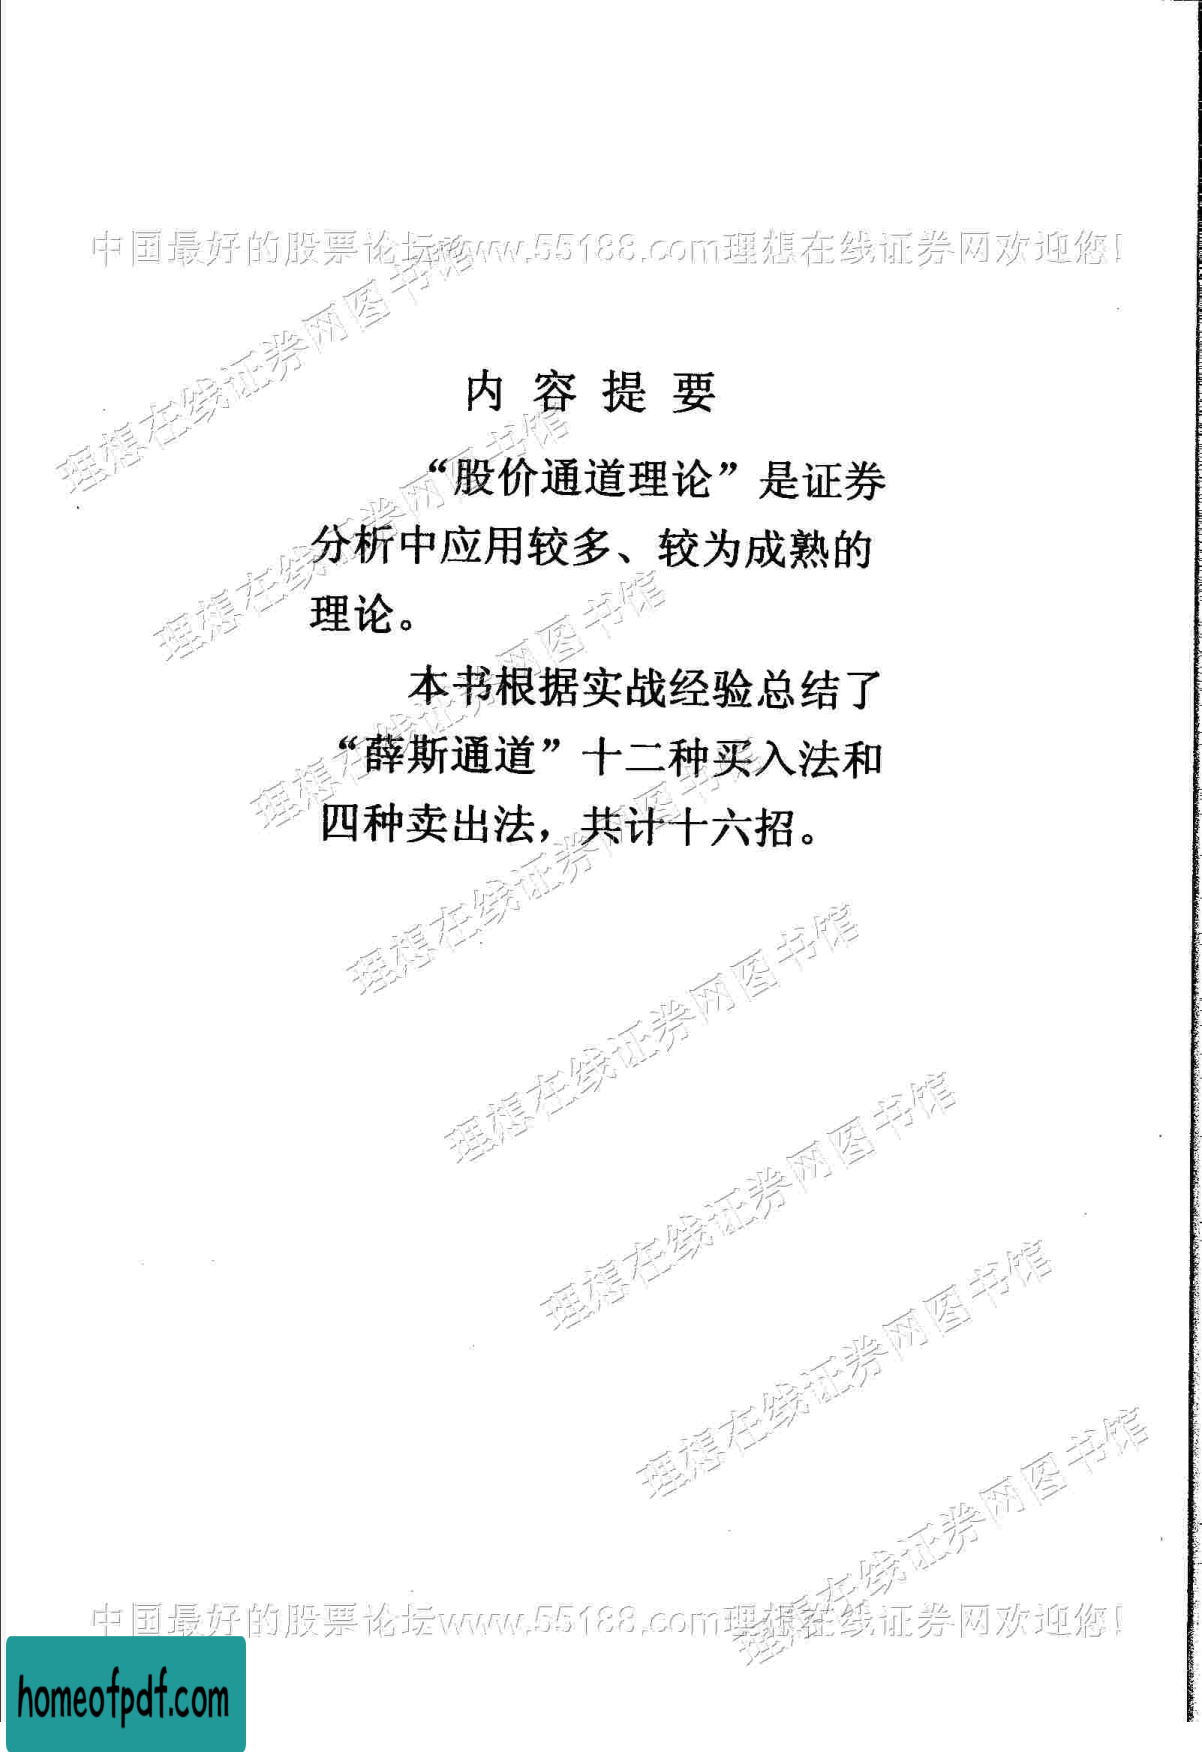 中国最好的股票论坛www.55188.com理想在线证券网欢迎您！
理想在线证券网图书馆
内容提要
理想在线证券网图书馆
“股价通道理论”是证券
分析中应用较多、较为成熟的
理论。
理想在线证券网图书馆
本书根据实战经验总结了
“薛斯通道”十二种买入法和
四种卖出法，共计十六招。
理想在线证券网图书馆
理想在线证券网图书馆
理想在线证券网图书馆
理想在线证券网图书馆
理想在线证券网图书馆
中国最好的股票论坛www.55188.com理想在线证券网欢迎您！
homeofpdf.com